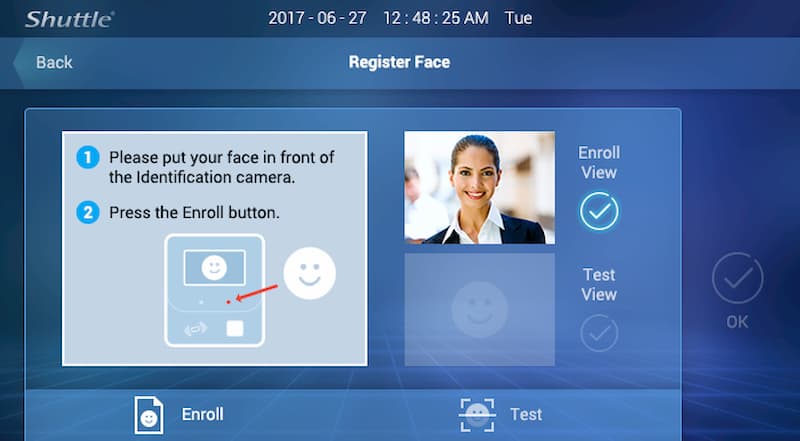 Shuttle®
2017 - 06 - 27 12 : 48 : 25 AM Tue
Back
Register Face
1 Please put your face in front of
the Identification camera.
2 Press the Enroll button.
Enroll
View
Test
View
OK
Enroll
Test